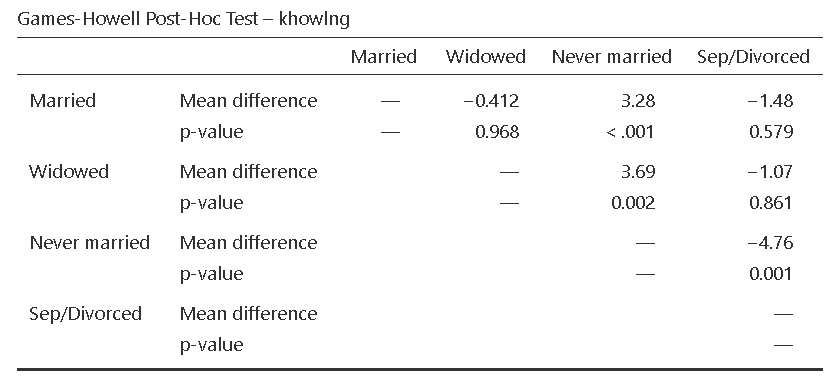 Games-Howell Post-Hoc Test – khowlng
Married Widowed Never married Sep/Divorced
Married Mean difference — −0.412 3.28 −1.48
p-value — 0.968 < .001 0.579
Widowed Mean difference — 3.69 −1.07
p-value — 0.002 0.861
Never married Mean difference — −4.76
p-value — 0.001
Sep/Divorced Mean difference —
p-value —